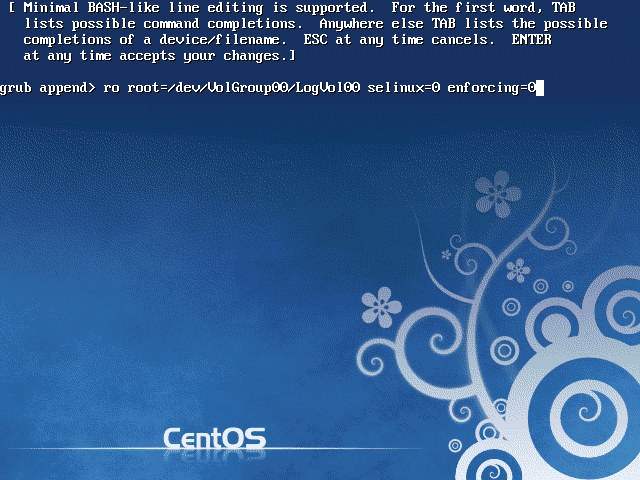 [ Minimal BASH-like line editing is supported.  For the first word, TAB
lists possible command completions.  Anywhere else TAB lists the possible
completions of a device/filename.  ESC at any time cancels.  ENTER
at any time accepts your changes.]
grub append> ro root=/dev/VolGroup00/LogVol00 selinux=0 enforcing=0
CentOS